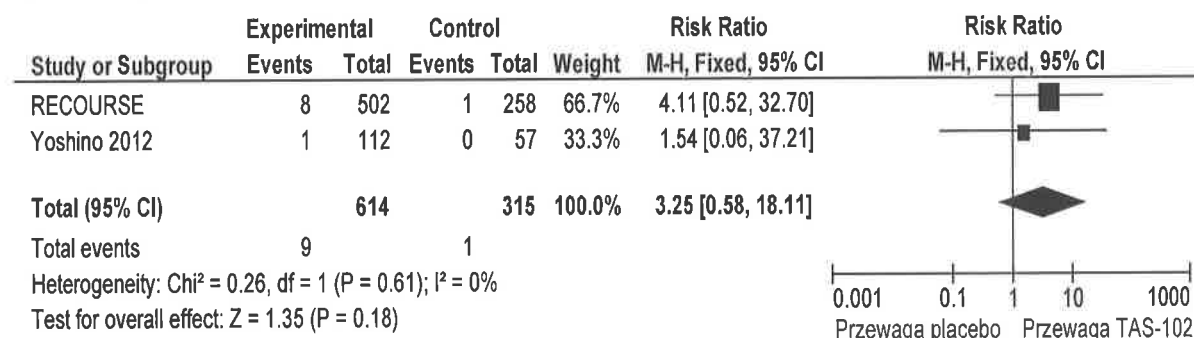 Experimental Control Risk Ratio Risk Ratio
Study or Subgroup Events Total Events Total Weight M-H, Fixed, 95% CI M-H, Fixed, 95% CI
RECOURSE 8 502 1 258 66.7% 4.11 [0.52, 32.70]
Yoshino 2012 1 112 0 57 33.3% 1.54 [0.06, 37.21]
Total (95% CI) 614 315 100.0% 3.25 [0.58, 18.11]
Total events 9 1
Heterogeneity: Chi² = 0.26, df = 1 (P = 0.61); I² = 0%
Test for overall effect: Z = 1.35 (P = 0.18)
0.001 0.1 1 10 1000
Przewaga placebo Przewaga TAS-102